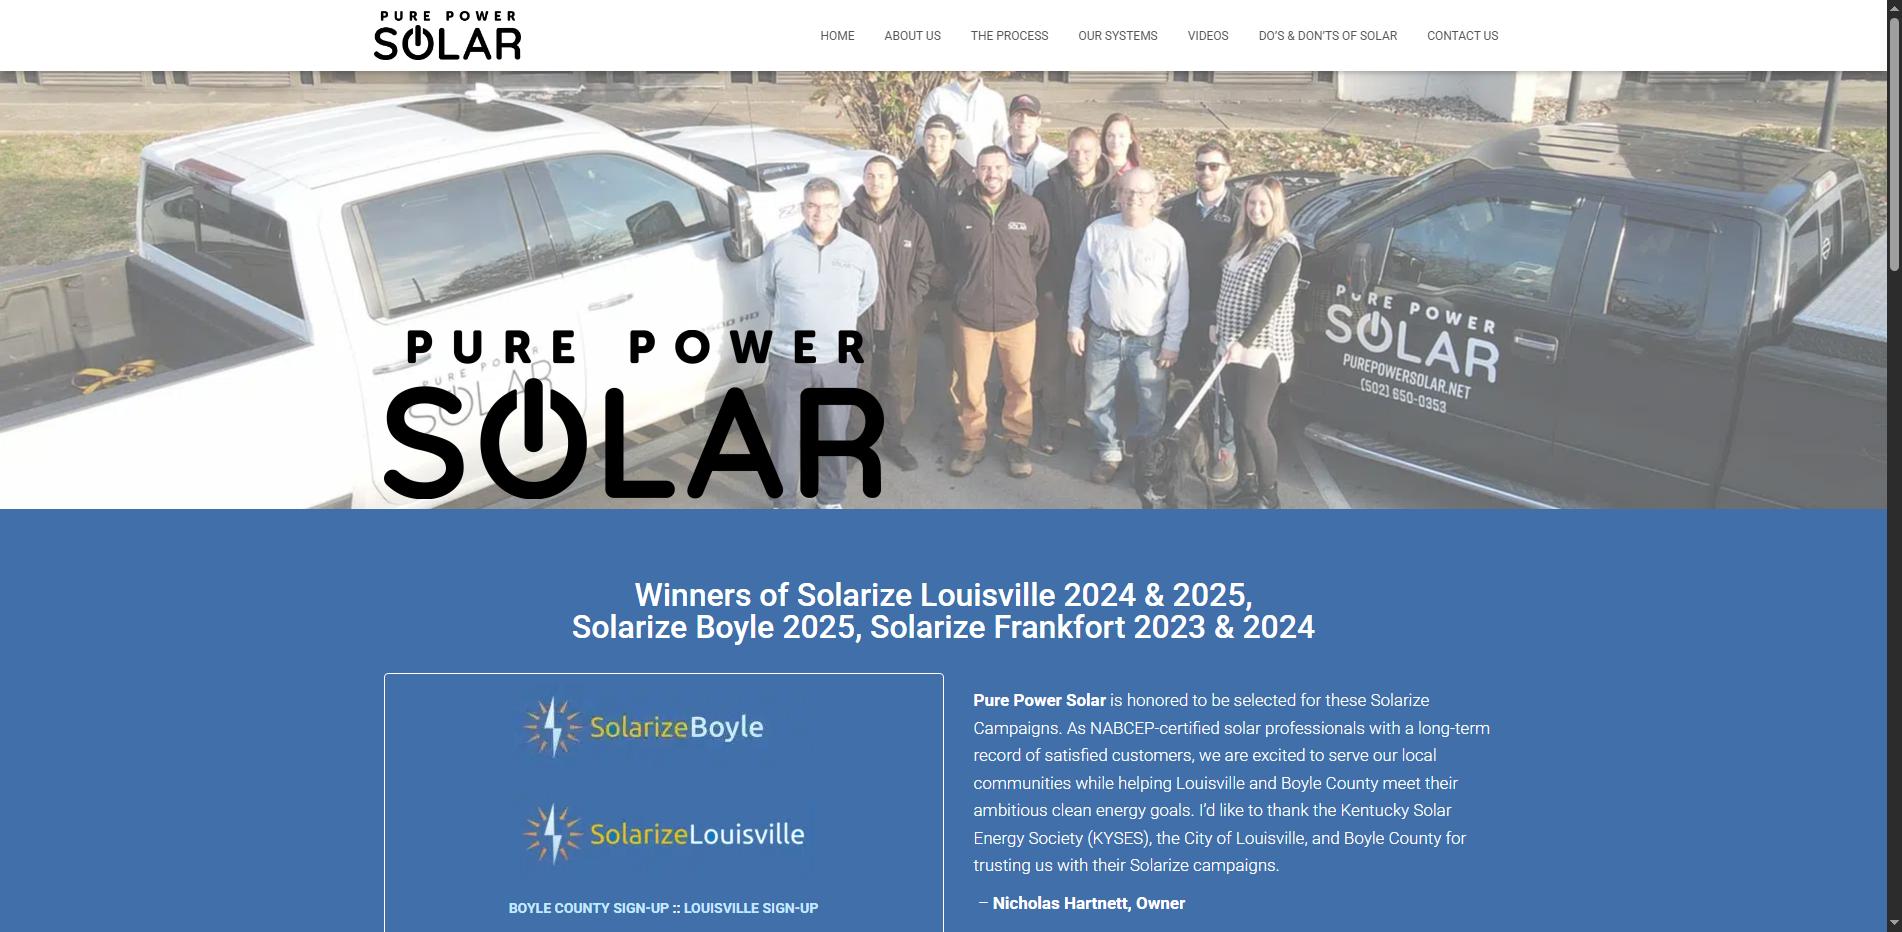 PURE POWER
SOLAR
HOME
ABOUT US
THE PROCESS
OUR SYSTEMS
VIDEOS
DO'S & DON'TS OF SOLAR
CONTACT US
PURE POWER
SOLAR
PUREPOWERSOLAR.NET
(502) 650-0353
PURE POWER
SOLAR
PURE POWER
SOLAR
Winners of Solarize Louisville 2024 & 2025,
Solarize Boyle 2025, Solarize Frankfort 2023 & 2024
SolarizeBoyle
SolarizeLouisville
BOYLE COUNTY SIGN-UP :: LOUISVILLE SIGN-UP
Pure Power Solar is honored to be selected for these Solarize
Campaigns. As NABCEP-certified solar professionals with a long-term
record of satisfied customers, we are excited to serve our local
communities while helping Louisville and Boyle County meet their
ambitious clean energy goals. I'd like to thank the Kentucky Solar
Energy Society (KYSES), the City of Louisville, and Boyle County for
trusting us with their Solarize campaigns.
– Nicholas Hartnett, Owner